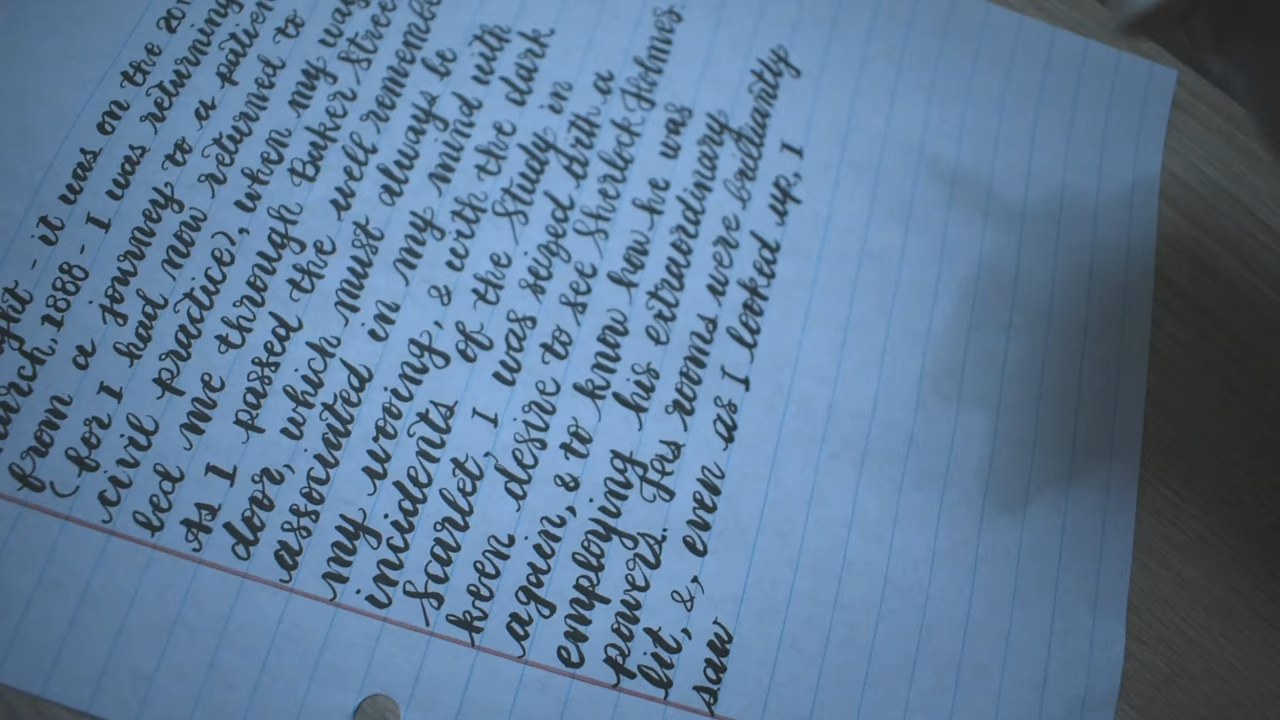 night - it was on the 20
March, 1888 - I was returning
from a journey to a patien
(for I had now returned to
civil practice), when my way
led me through Baker Stree
As I passed the well remembe
door, which must always be
associated in my mind with
my wooing, & with the dark
incidents of the Study in
Scarlet, I was seized with a
keen desire to see Sherlock Holmes
again, & to know how he was
employing his extraordinary
powers. His rooms were brilliantly
lit, &, even as I looked up, I
saw